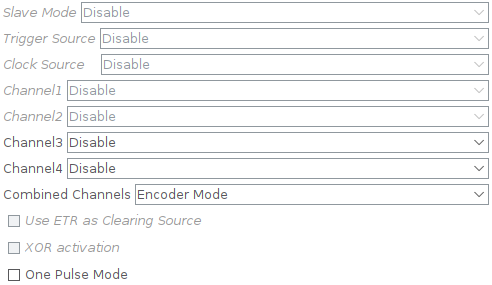 Slave Mode Disable
Trigger Source Disable
Clock Source Disable
Channel1 Disable
Channel2 Disable
Channel3 Disable
Channel4 Disable
Combined Channels Encoder Mode
Use ETR as Clearing Source
XOR activation
One Pulse Mode